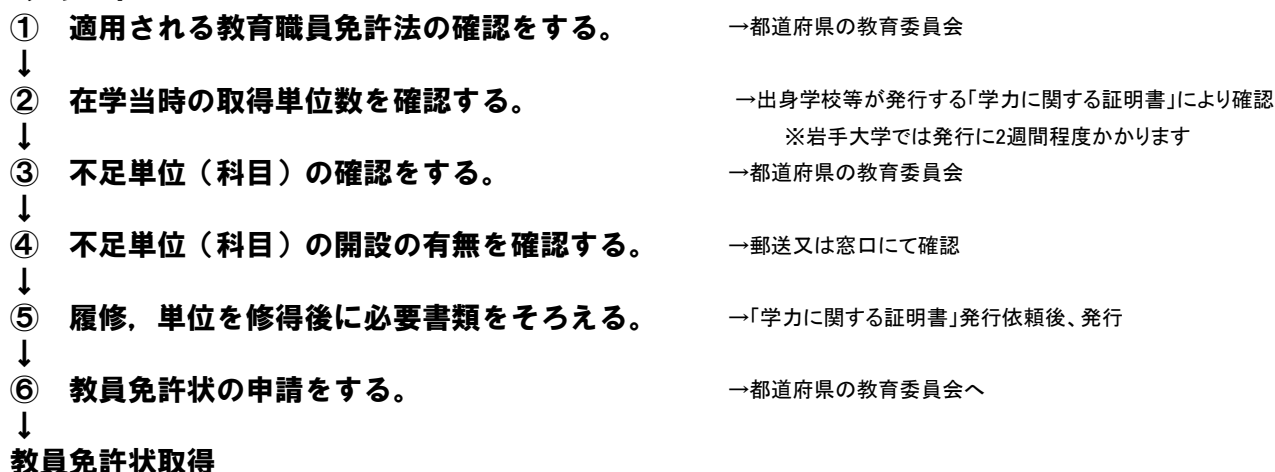 ① 適用される教育職員免許法の確認をする。 →都道府県の教育委員会
↓
② 在学当時の取得単位数を確認する。 →出身学校等が発行する「学力に関する証明書」により確認
↓ ※岩手大学では発行に2週間程度かかります
③ 不足単位（科目）の確認をする。 →都道府県の教育委員会
↓
④ 不足単位（科目）の開設の有無を確認する。 →郵送又は窓口にて確認
↓
⑤ 履修，単位を修得後に必要書類をそろえる。 →「学力に関する証明書」発行依頼後、発行
↓
⑥ 教員免許状の申請をする。 →都道府県の教育委員会へ
↓
教員免許状取得